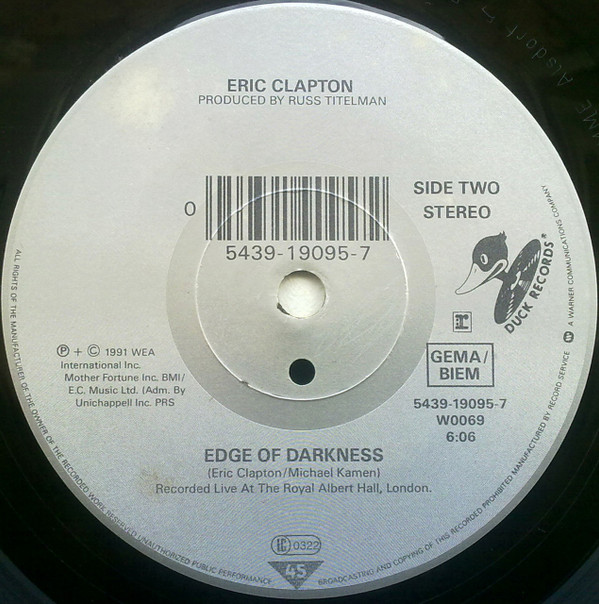 ERIC CLAPTON
PRODUCED BY RUSS TITELMAN
0
5439-19095-7
SIDE TWO
STEREO
DUCK RECORDS®
r
℗ + © 1991 WEA
International Inc.
Mother Fortune Inc. BMI/
E.C. Music Ltd. (Adm. By
Unichappell Inc. PRS
GEMA/
BIEM
5439-19095-7
W0069
6:06
EDGE OF DARKNESS
(Eric Clapton/Michael Kamen)
Recorded Live At The Royal Albert Hall, London.
LC 0322
45
ALL RIGHTS OF THE MANUFACTURER OF THE OWNER OF THE RECORDED WORK RESERVED UNAUTHORIZED PUBLIC PERFORMANCE BROADCASTING AND COPYING OF THIS RECORD PROHIBITED MANUFACTURED BY RECORD SERVICE A WARNER COMMUNICATIONS COMPANY
Alsdorf